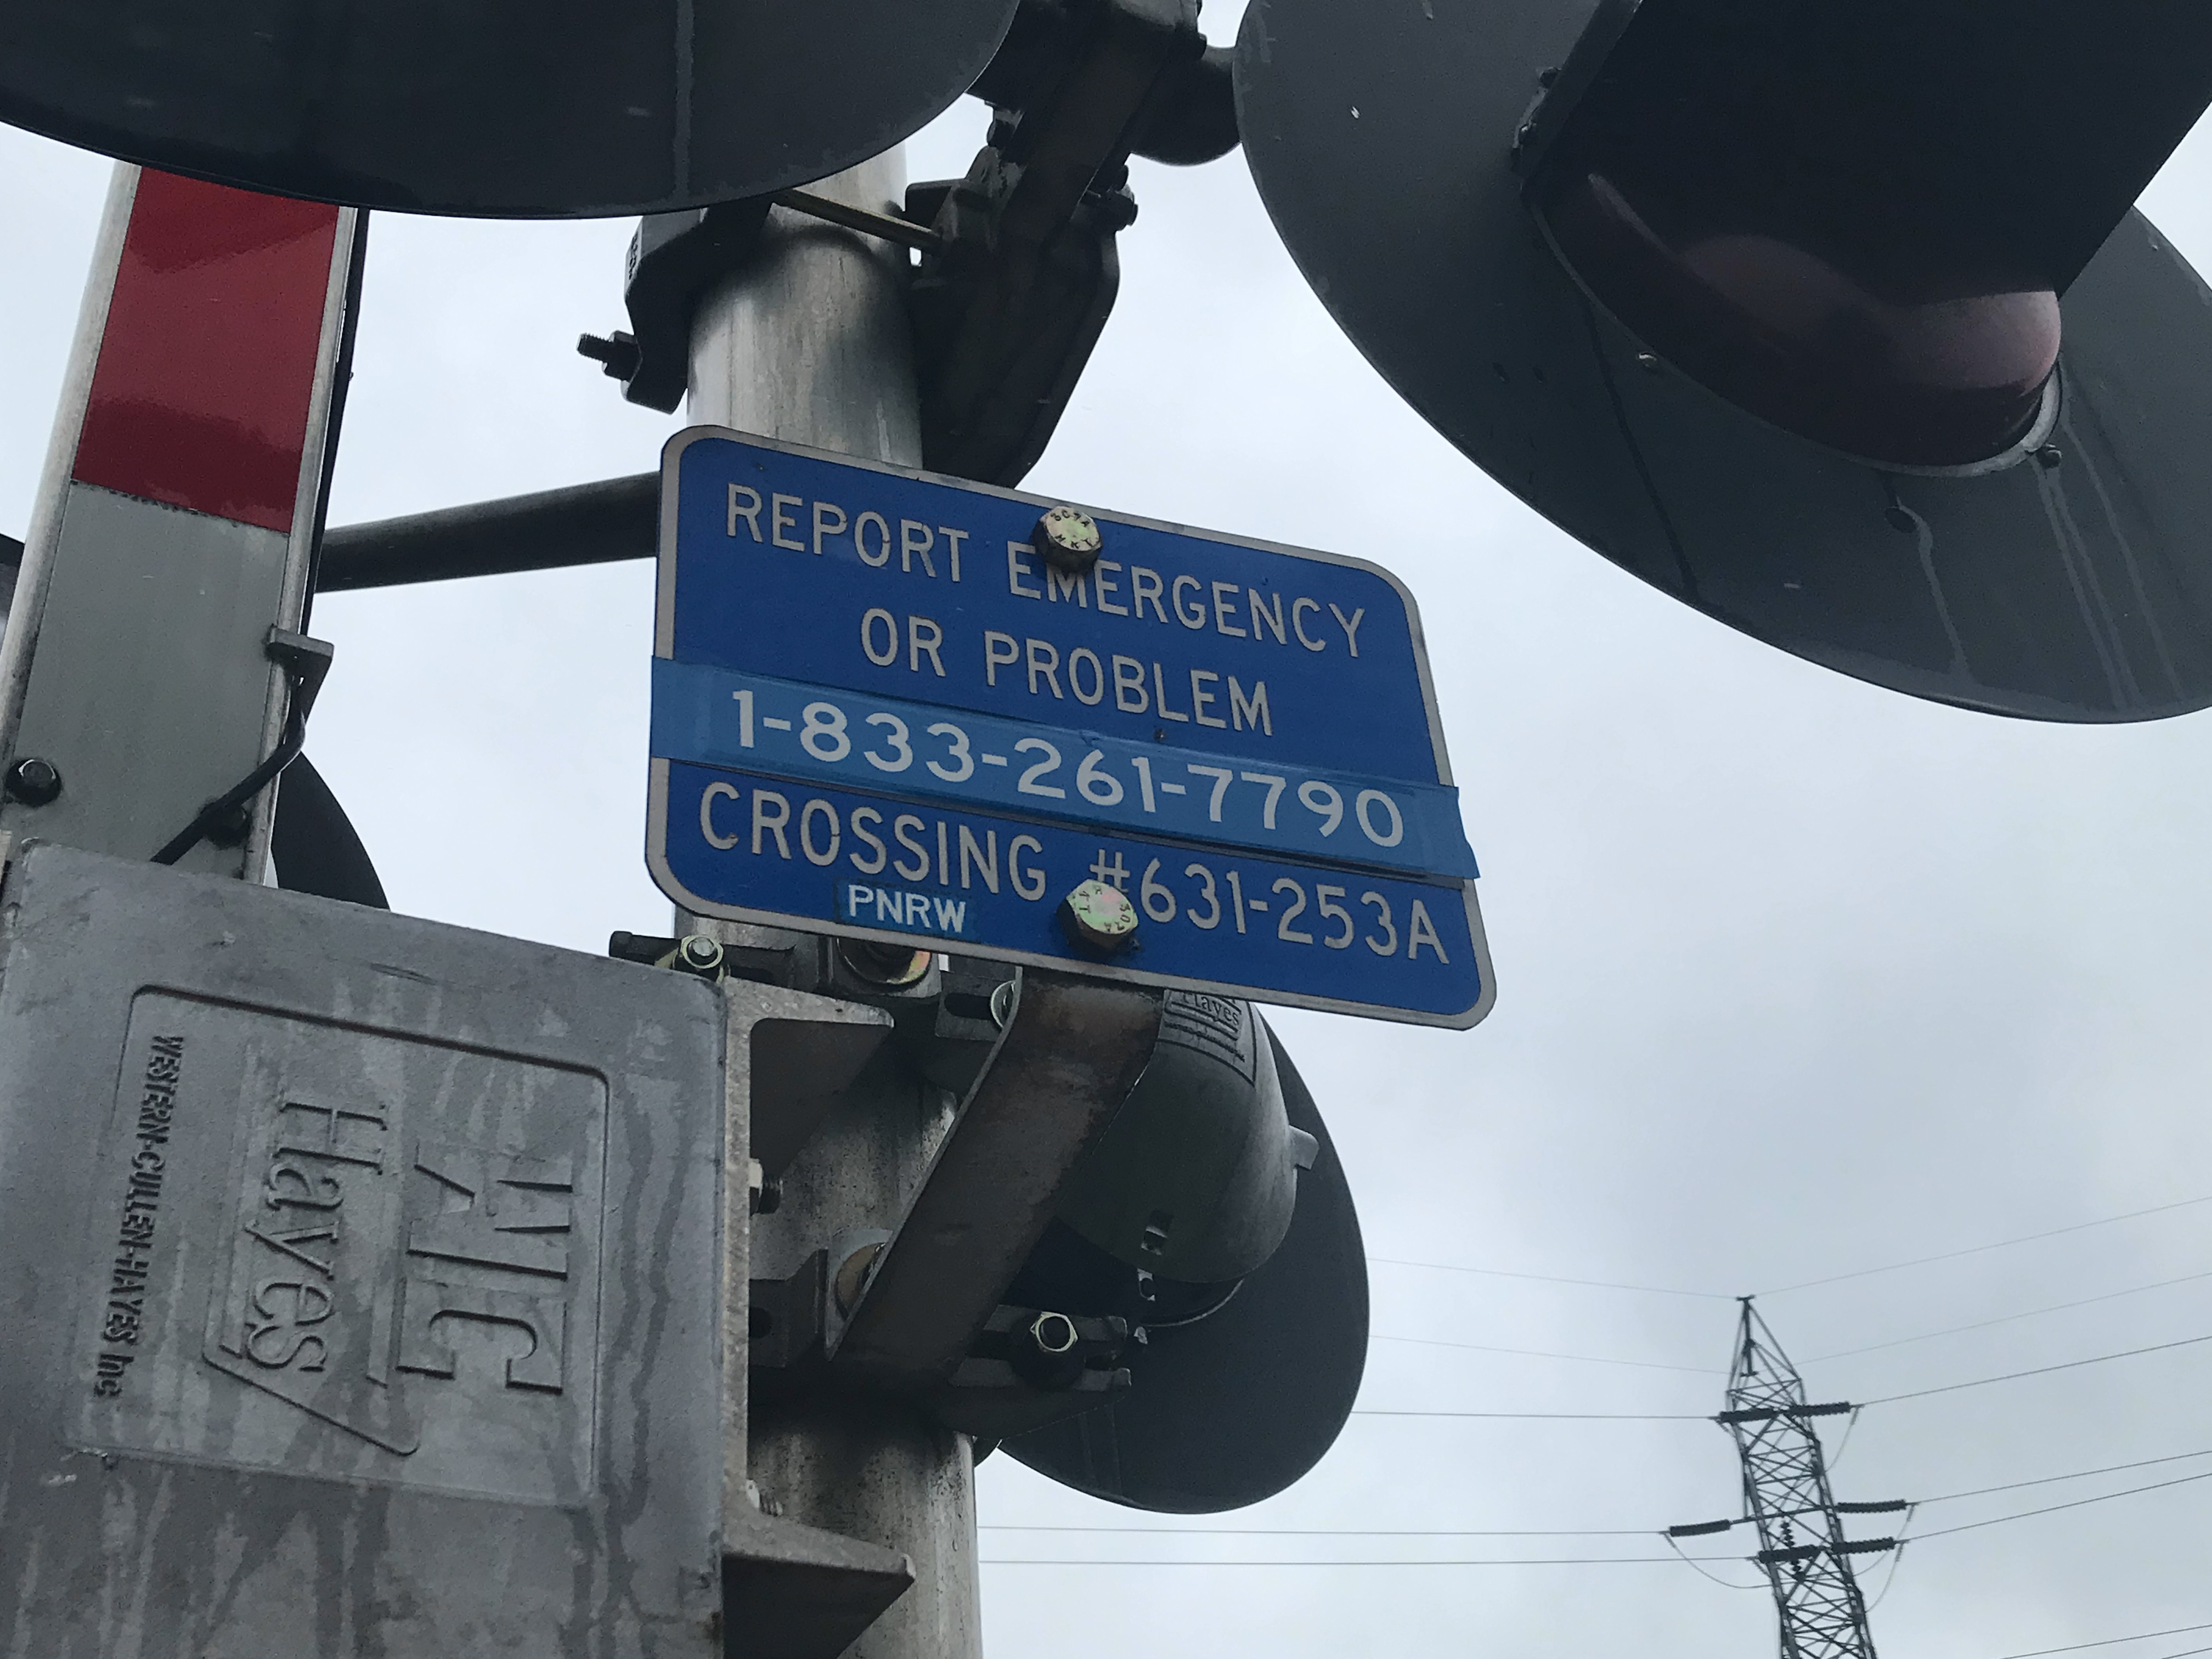 REPORT EMERGENCY
OR PROBLEM
1-833-261-7790
CROSSING #631-253A
PNRW
Hayes
WC
Hayes
WESTERN-CULLEN-HAYES Inc